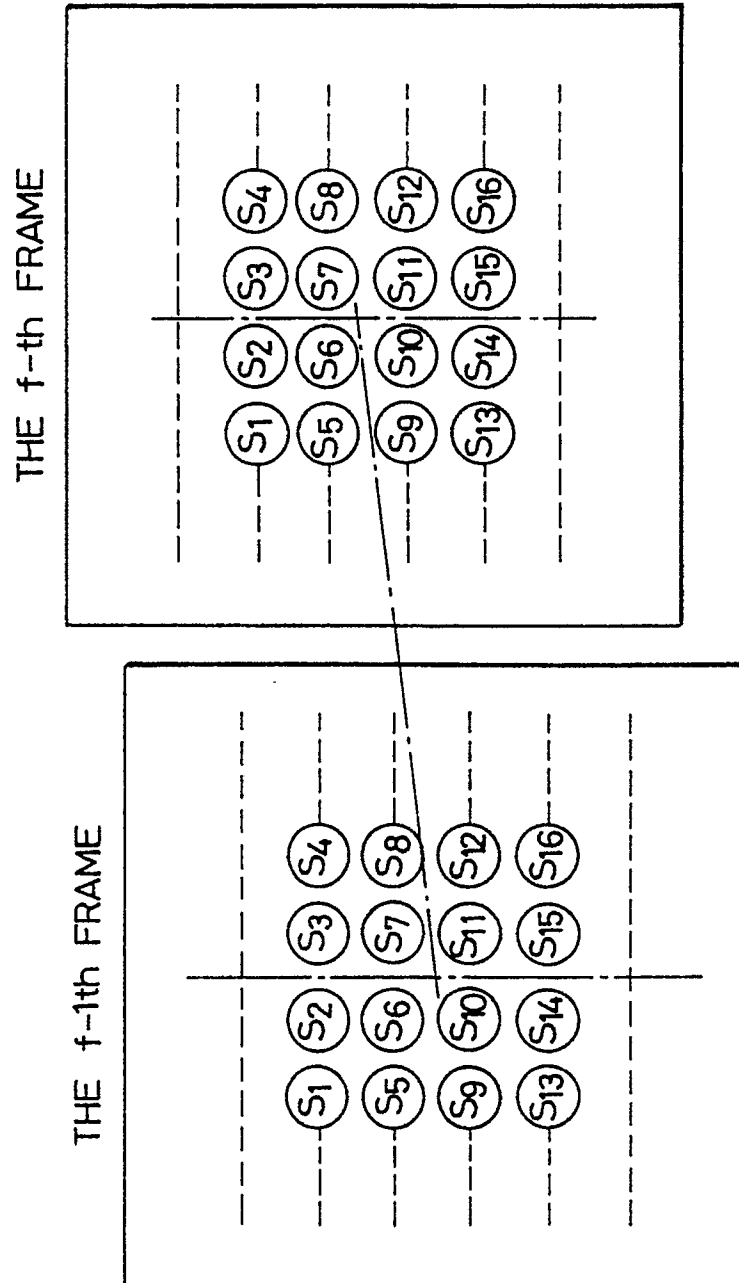 THE f-1th FRAME
S1 S2 S3 S4
S5 S6 S7 S8
S9 S10 S11 S12
S13 S14 S15 S16
THE f-th FRAME
S1 S2 S3 S4
S5 S6 S7 S8
S9 S10 S11 S12
S13 S14 S15 S16